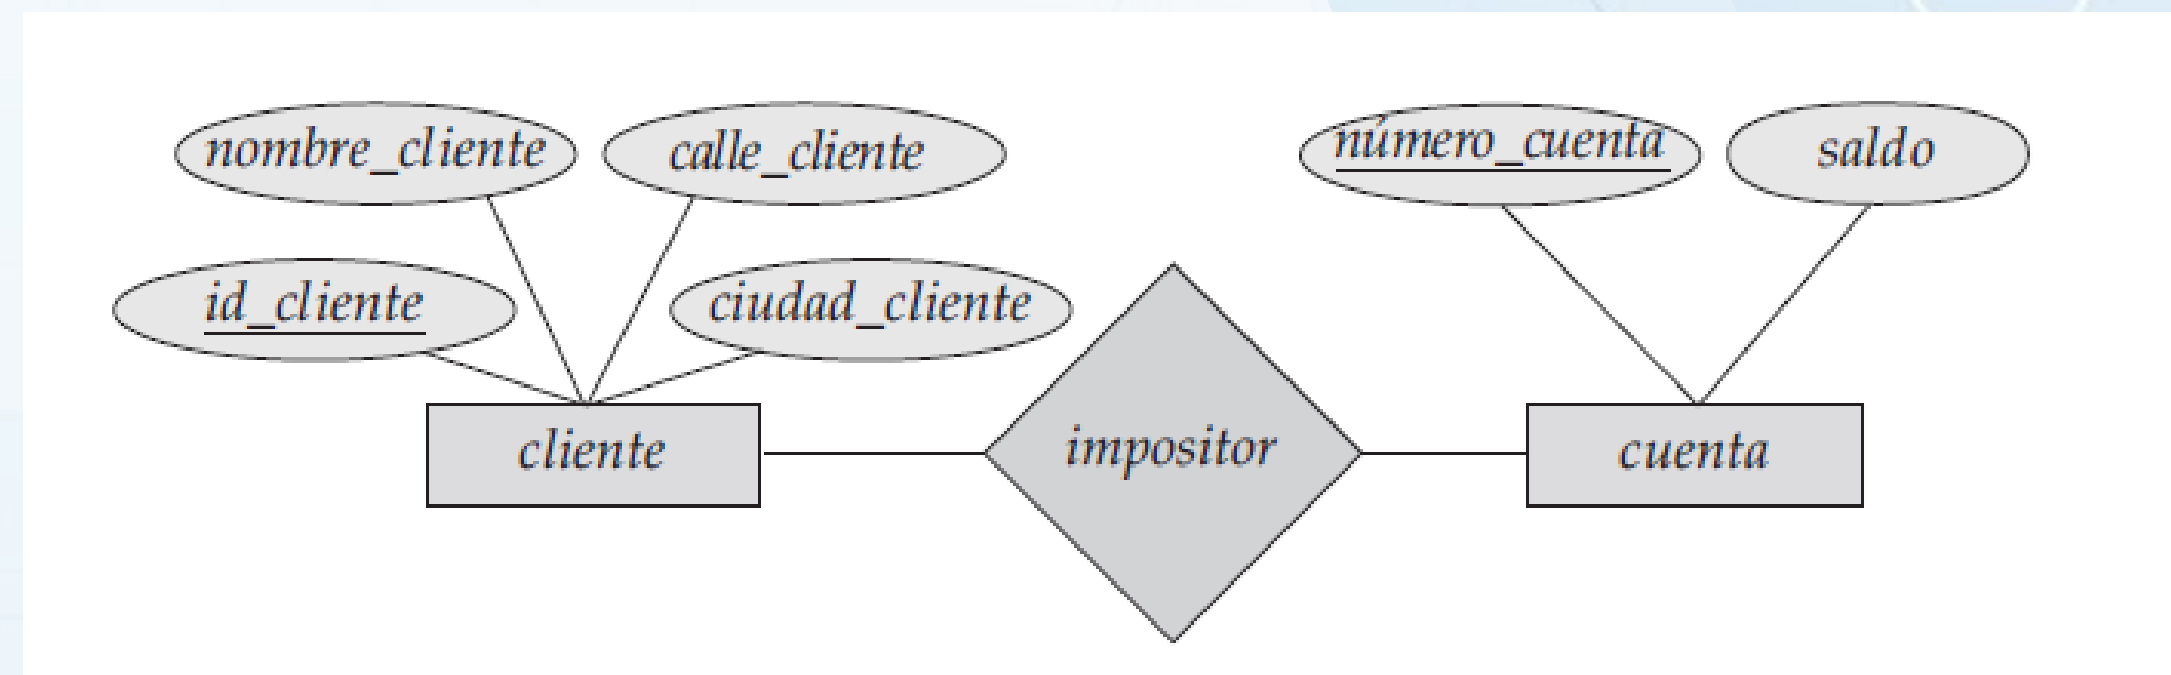 nombre_cliente
calle_cliente
número_cuenta
saldo
id_cliente
ciudad_cliente
cliente
impositor
cuenta